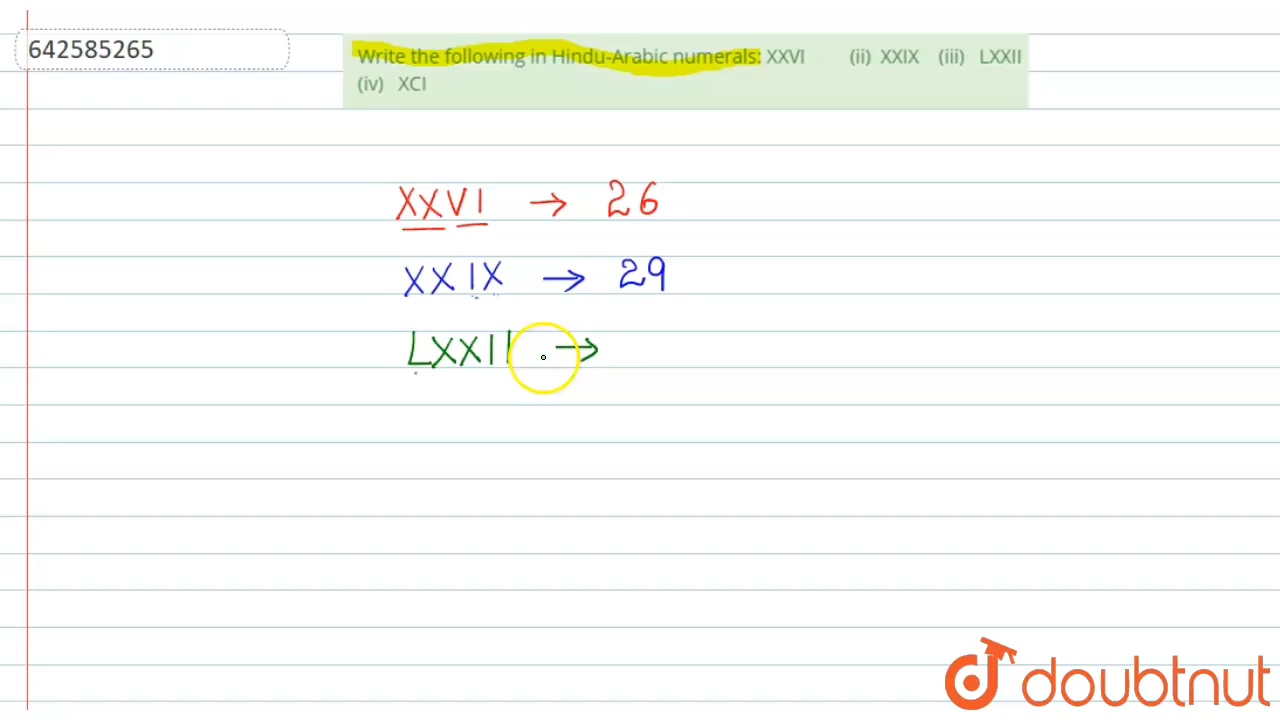 642585265
Write the following in Hindu-Arabic numerals: XXVI (ii) XXIX (iii) LXXII
(iv) XCI
XXVI → 26
XXIX → 29
LXXII →
doubtnut